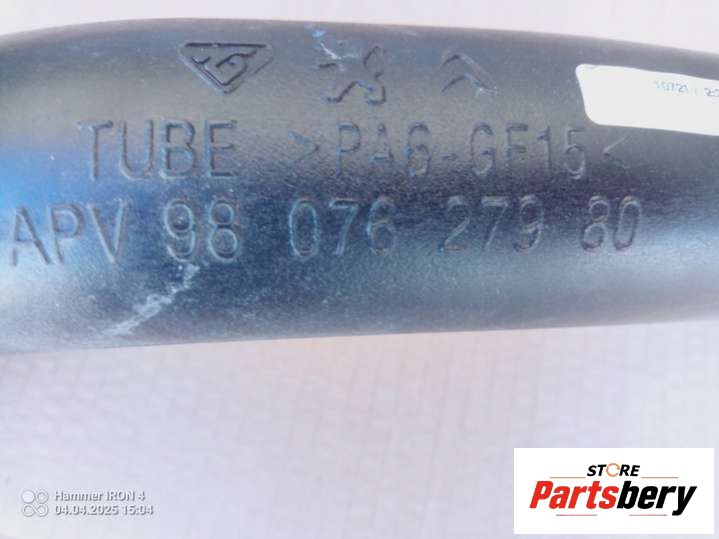 TUBE >PA6-GF15<
APV 98 076 279 80
Hammer IRON 4
04.04.2025 15:04
STORE
Partsbery